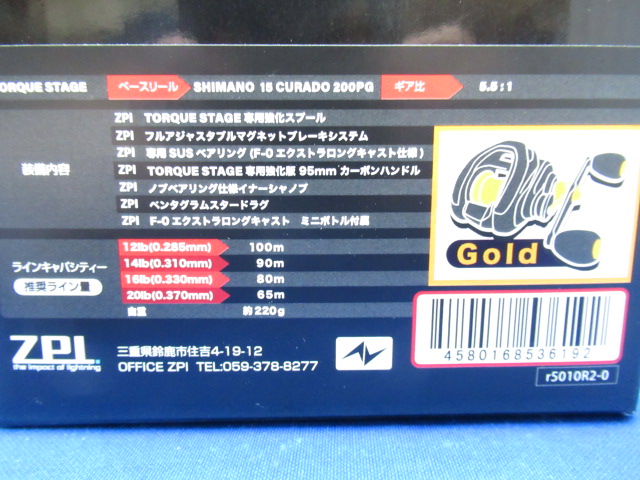 TORQUE STAGE ベースリール SHIMANO 15 CURADO 200PG ギア比 5.5:1
装備内容
ZPI TORQUE STAGE 専用強化スプール
ZPI フルアジャスタブルマグネットブレーキシステム
ZPI 専用 SUS ベアリング (F-0 エクストラロングキャスト仕様)
ZPI TORQUE STAGE 専用強化版 95mm カーボンハンドル
ZPI ノブベアリング仕様インナーシャノブ
ZPI ペンタグラムスタードラグ
ZPI F-0 エクストラロングキャスト ミニボトル付属
Gold
ラインキャパシティー
推奨ライン量
12lb(0.285mm) 100m
14lb(0.310mm) 90m
16lb(0.330mm) 80m
20lb(0.370mm) 65m
自重 約220g
ZPI.
the impact of lightning
三重県鈴鹿市住吉4-19-12
OFFICE ZPI TEL:059-378-8277
4580168536192
rS010R2-0